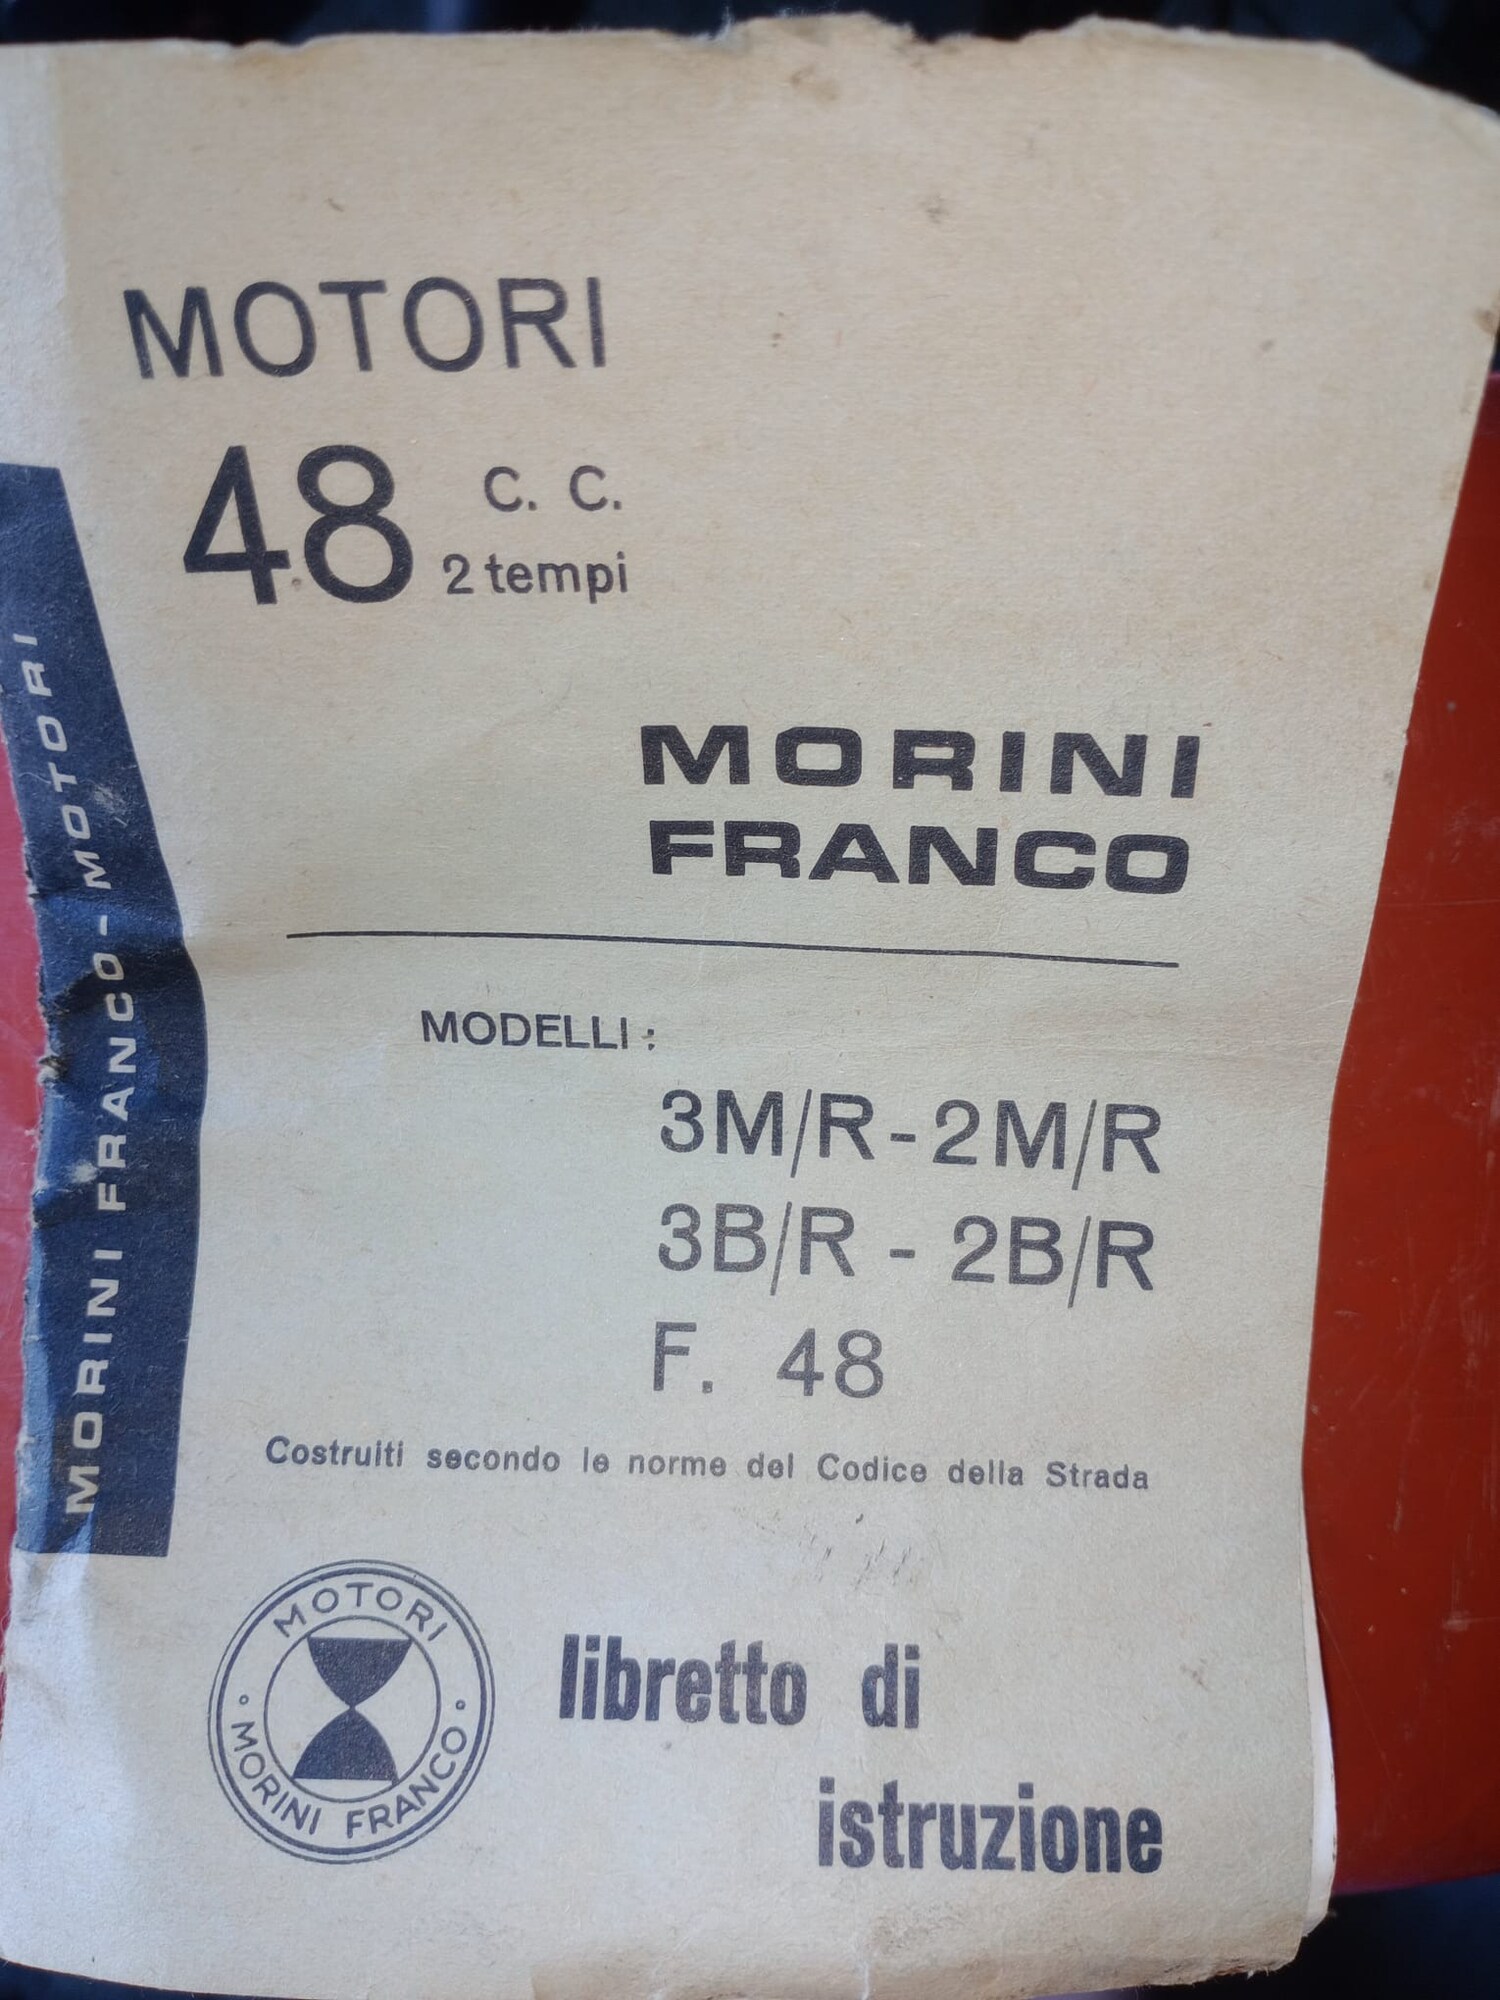 MOTORI
48 C. C.
2 tempi
MORINI
FRANCO
MODELLI:
3M/R-2M/R
3B/R - 2B/R
F. 48
Costruiti secondo le norme del Codice della Strada
libretto di
istruzione
MOTORI
MORINI FRANCO
MORINI FRANCO-MOTORI